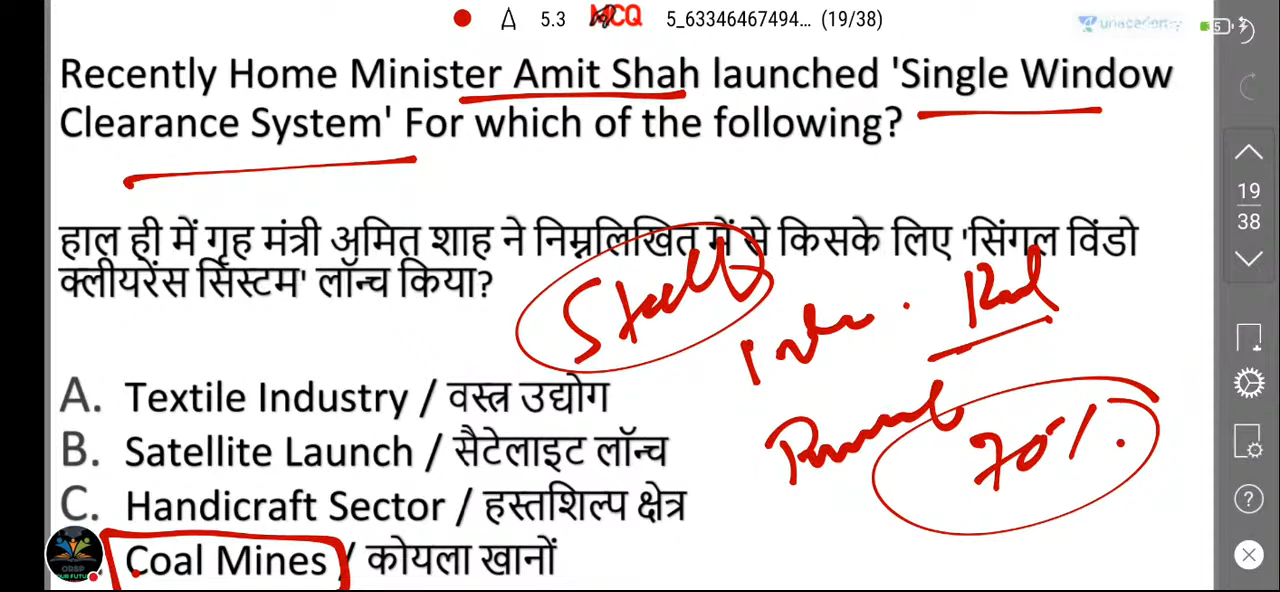 5.3 MCQ 5_63346467494... (19/38) unacademy 5
Recently Home Minister Amit Shah launched 'Single Window
Clearance System' For which of the following?
हाल ही में गृह मंत्री अमित शाह ने निम्नलिखित में से किसके लिए 'सिंगल विंडो
क्लीयरेंस सिस्टम' लॉन्च किया?
19
38
A. Textile Industry / वस्त्र उद्योग
B. Satellite Launch / सैटेलाइट लॉन्च
70%.
C. Handicraft Sector / हस्तशिल्प क्षेत्र
Coal Mines / कोयला खानों